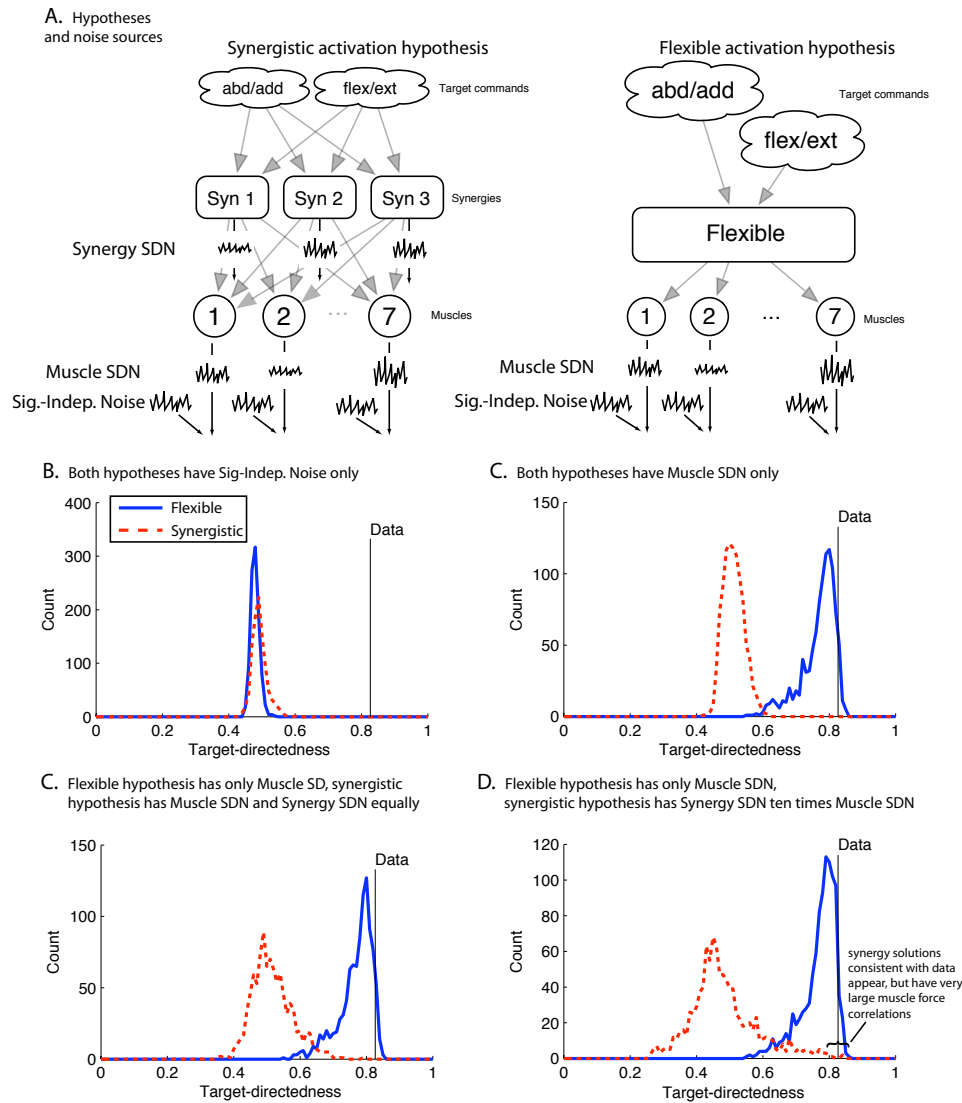 A. Hypotheses
and noise sources
Synergistic activation hypothesis
Flexible activation hypothesis
abd/add
flex/ext
Target commands
abd/add
flex/ext
Target commands
Syn 1
Syn 2
Syn 3
Synergies
Flexible
Synergy SDN
1
2
...
7
Muscles
1
2
...
7
Muscles
Muscle SDN
Sig.-Indep. Noise
Muscle SDN
Sig.-Indep. Noise
B. Both hypotheses have Sig-Indep. Noise only
400
300
200
100
0
Count
Flexible
Synergistic
Data
0 0.2 0.4 0.6 0.8 1
Target-directedness
C. Both hypotheses have Muscle SDN only
150
100
50
0
Count
Data
0 0.2 0.4 0.6 0.8 1
Target-directedness
C. Flexible hypothesis has only Muscle SD, synergistic
hypothesis has Muscle SDN and Synergy SDN equally
150
100
50
0
Count
Data
0 0.2 0.4 0.6 0.8 1
Target-directedness
D. Flexible hypothesis has only Muscle SDN,
synergistic hypothesis has Synergy SDN ten times Muscle SDN
120
100
80
60
40
20
0
Count
Data
synergy solutions
consistent with data
appear, but have very
large muscle force
correlations
0 0.2 0.4 0.6 0.8 1
Target-directedness